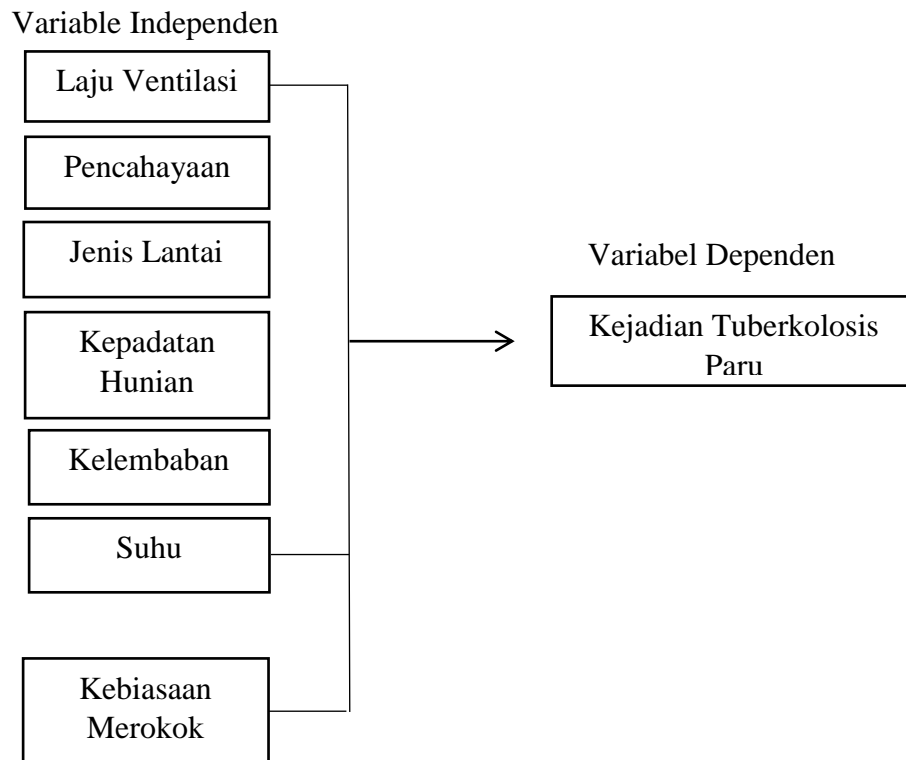 Variable Independen
Laju Ventilasi
Pencahayaan
Jenis Lantai
Kepadatan
Hunian
Kelembaban
Suhu
Kebiasaan
Merokok
Variabel Dependen
Kejadian Tuberkolosis
Paru